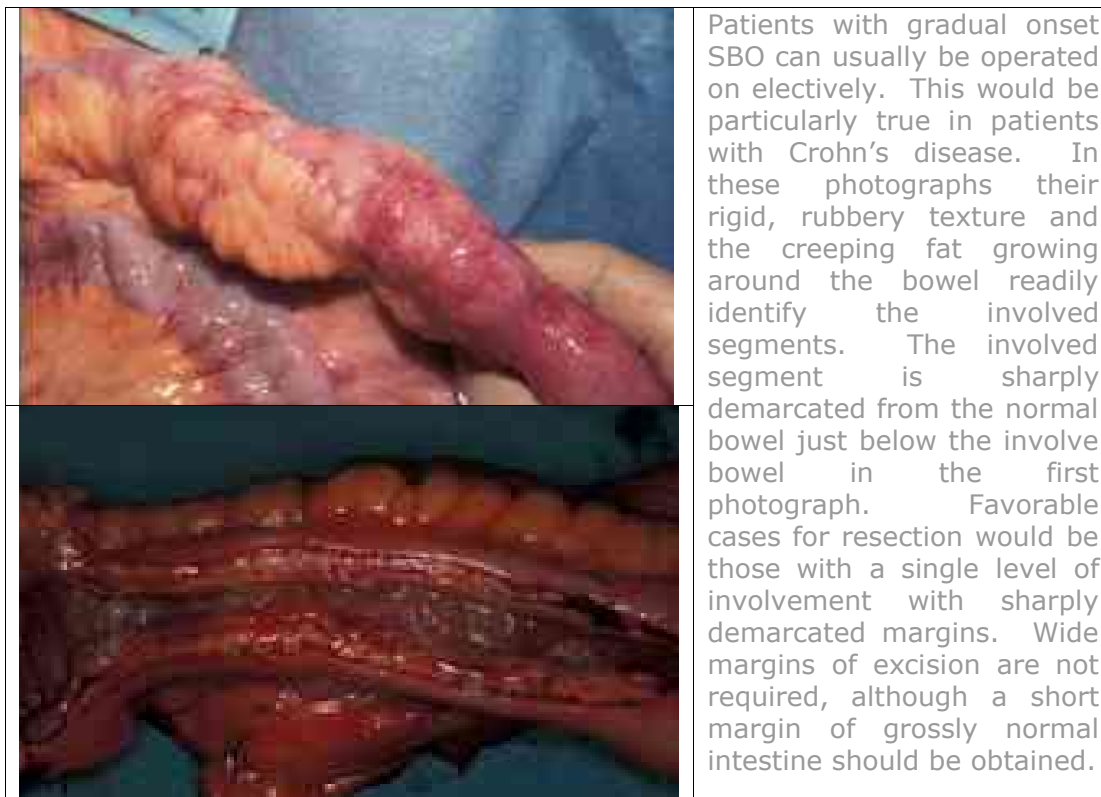 Patients with gradual onset
SBO can usually be operated
on electively. This would be
particularly true in patients
with Crohn's disease. In
these photographs their
rigid, rubbery texture and
the creeping fat growing
around the bowel readily
identify the involved
segments. The involved
segment is sharply
demarcated from the normal
bowel just below the involve
bowel in the first
photograph. Favorable
cases for resection would be
those with a single level of
involvement with sharply
demarcated margins. Wide
margins of excision are not
required, although a short
margin of grossly normal
intestine should be obtained.